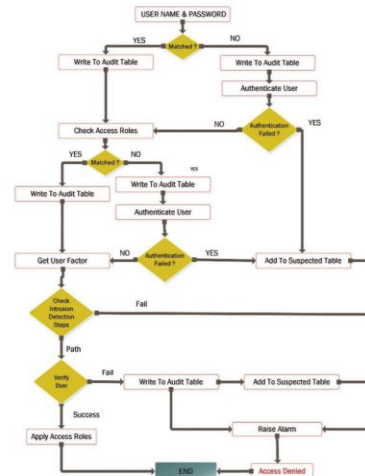 USER NAME & PASSWORD
YES
Matched ?
NO
Write To Audit Table
Write To Audit Table
Authenticate User
Check Access Roles
NO
Authentication
Failed ?
YES
YES
Matched ?
NO
YES
Write To Audit Table
Write To Audit Table
Authenticate User
Get User Factor
NO
Authentication
Failed ?
YES
Add To Suspected Table
Check
Intrusion
Detection
Steps
Fail
Path
Verify
User
Fail
Write To Audit Table
Add To Suspected Table
Success
Apply Access Roles
Raise Alarm
END
Access Denied